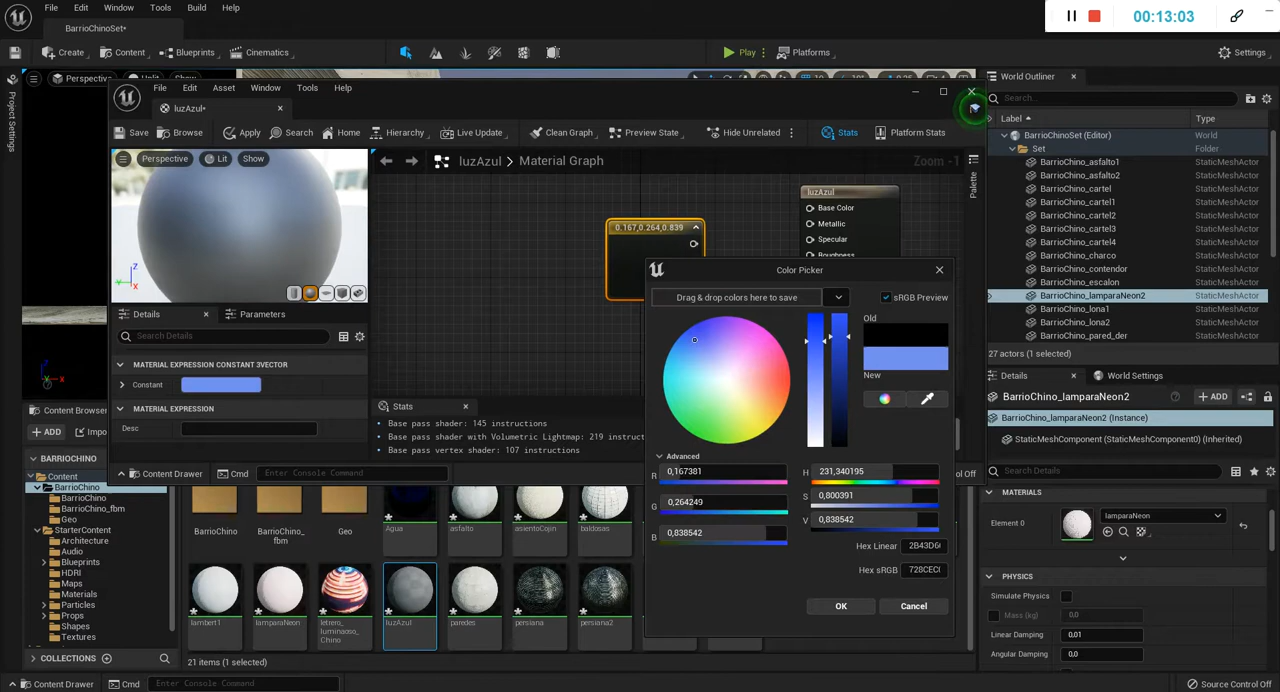 File Edit Window Tools Build Help
00:13:03
BarrioChinoSet*
Create Content Blueprints Cinematics Play Platforms Settings
Perspective Unlit Show
Project Settings
File Edit Asset Window Tools Help
luzAzul*
Save Browse Apply Search Home Hierarchy Live Update Clean Graph Preview State Hide Unrelated Stats Platform Stats
Perspective Lit Show
luzAzul > Material Graph
Zoom -1
Palette
0.167,0.264,0.839
luzAzul
Base Color
Metallic
Specular
Roughness
Details Parameters
Search Details
MATERIAL EXPRESSION CONSTANT 3VECTOR
Constant
MATERIAL EXPRESSION
Desc
Stats
Base pass shader: 145 instructions
Base pass shader with Volumetric Lightmap: 219 instruct
Base pass vertex shader: 107 instructions
Content Drawer Cmd Enter Console Command
Color Picker
Drag & drop colors here to save
sRGB Preview
Old
New
Advanced
R 0,167381
G 0,264249
B 0,838542
H 231,340195
S 0,800391
V 0,838542
Hex Linear 2B43D6
Hex sRGB 728CEC
OK Cancel
World Outliner
Search...
Label Type
BarrioChinoSet (Editor) World
Set Folder
BarrioChino_asfalto1 StaticMeshActor
BarrioChino_asfalto2 StaticMeshActor
BarrioChino_cartel StaticMeshActor
BarrioChino_cartel1 StaticMeshActor
BarrioChino_cartel2 StaticMeshActor
BarrioChino_cartel3 StaticMeshActor
BarrioChino_cartel4 StaticMeshActor
BarrioChino_charco StaticMeshActor
BarrioChino_contendor StaticMeshActor
BarrioChino_escalon StaticMeshActor
BarrioChino_lamparaNeon2 StaticMeshActor
BarrioChino_lona1 StaticMeshActor
BarrioChino_lona2 StaticMeshActor
BarrioChino_pared_der StaticMeshActor
27 actors (1 selected)
Details World Settings
BarrioChino_lamparaNeon2 ADD
BarrioChino_lamparaNeon2 (Instance)
StaticMeshComponent (StaticMeshComponent0) (Inherited)
Search Details
MATERIALS
Element 0 lamparaNeon
PHYSICS
Simulate Physics
Mass (kg) 0,0
Linear Damping 0,01
Angular Damping 0,0
Content Browser
ADD Impo
BARRIOCHINO
Content
BarrioChino
BarrioChino
BarrioChino_fbm
Geo
StarterContent
Architecture
Audio
Blueprints
HDRI
Maps
Materials
Particles
Props
Shapes
Textures
COLLECTIONS
BarrioChino BarrioChino_fbm Geo Agua asfalto asientoCojin baldosas
lambert1 lamparaNeon letrero_luminaoso_Chino luzAzul paredes persiana persiana2
21 items (1 selected)
Content Drawer Cmd Enter Console Command Source Control Off